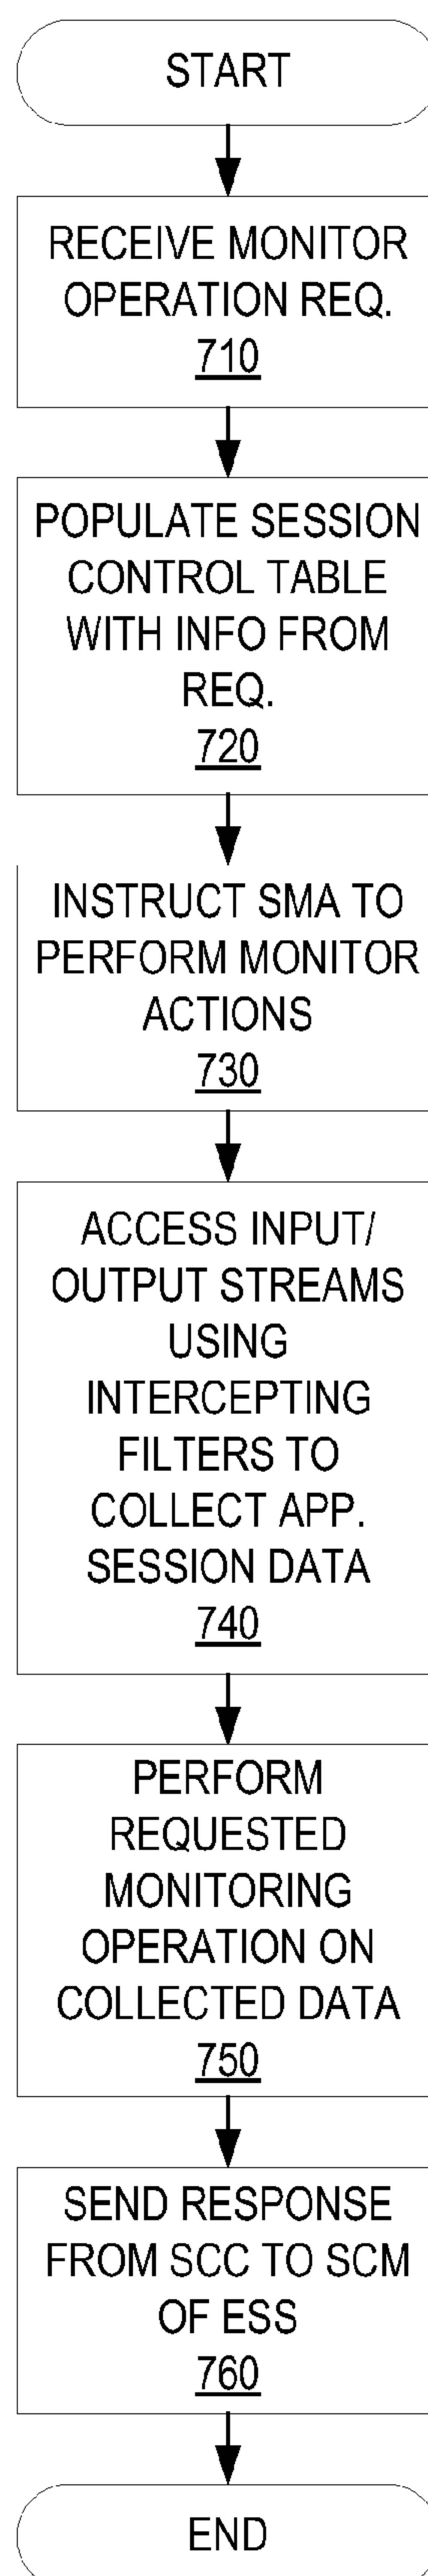 START
RECEIVE MONITOR
OPERATION REQ.
710
POPULATE SESSION
CONTROL TABLE
WITH INFO FROM
REQ.
720
INSTRUCT SMA TO
PERFORM MONITOR
ACTIONS
730
ACCESS INPUT/
OUTPUT STREAMS
USING
INTERCEPTING
FILTERS TO
COLLECT APP.
SESSION DATA
740
PERFORM
REQUESTED
MONITORING
OPERATION ON
COLLECTED DATA
750
SEND RESPONSE
FROM SCC TO SCM
OF ESS
760
END